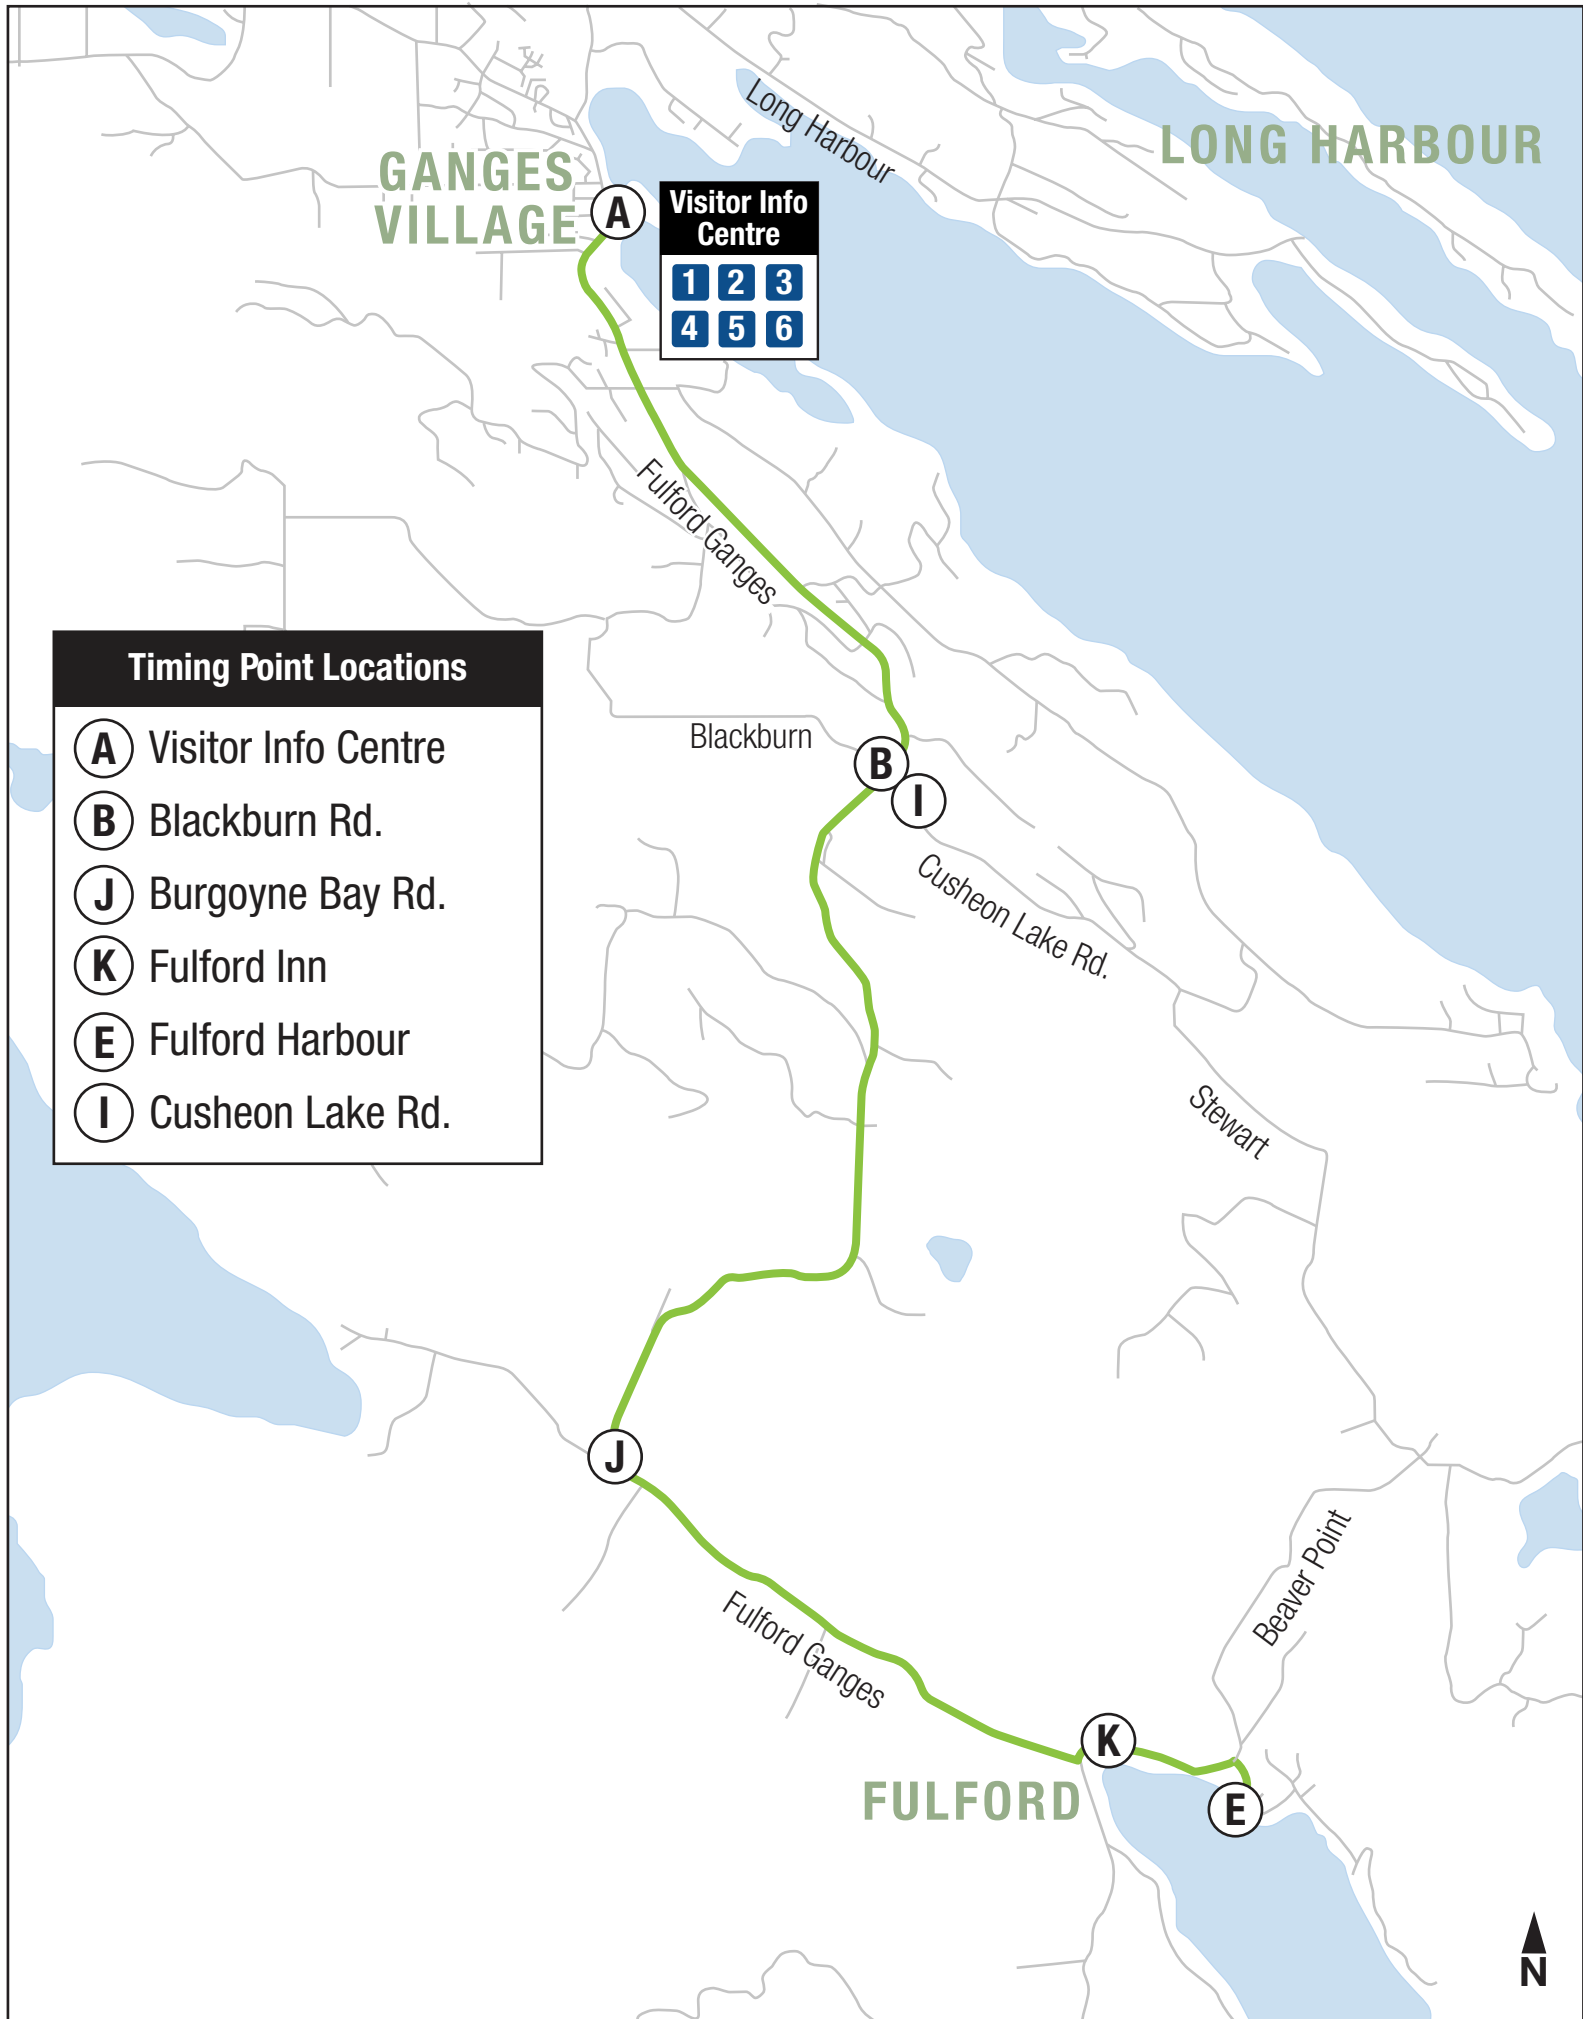 Long Harbour
LONG HARBOUR
GANGES
VILLAGE
A
Visitor Info
Centre
1 2 3
4 5 6
Fulford Ganges
Timing Point Locations
A Visitor Info Centre
B Blackburn Rd.
J Burgoyne Bay Rd.
K Fulford Inn
E Fulford Harbour
I Cusheon Lake Rd.
Blackburn
B
I
Cusheon Lake Rd.
Stewart
J
Beaver Point
Fulford Ganges
K
FULFORD
E
N